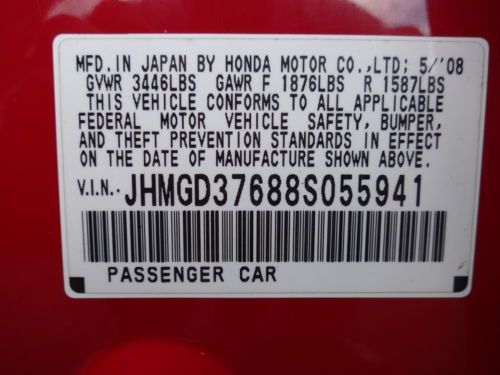 MFD.IN JAPAN BY HONDA MOTOR CO.,LTD; 5/'08
GVWR 3446LBS GAWR F 1876LBS R 1587LBS
THIS VEHICLE CONFORMS TO ALL APPLICABLE
FEDERAL MOTOR VEHICLE SAFETY, BUMPER,
AND THEFT PREVENTION STANDARDS IN EFFECT
ON THE DATE OF MANUFACTURE SHOWN ABOVE.
V.I.N.· JHMGD37688S055941
PASSENGER CAR